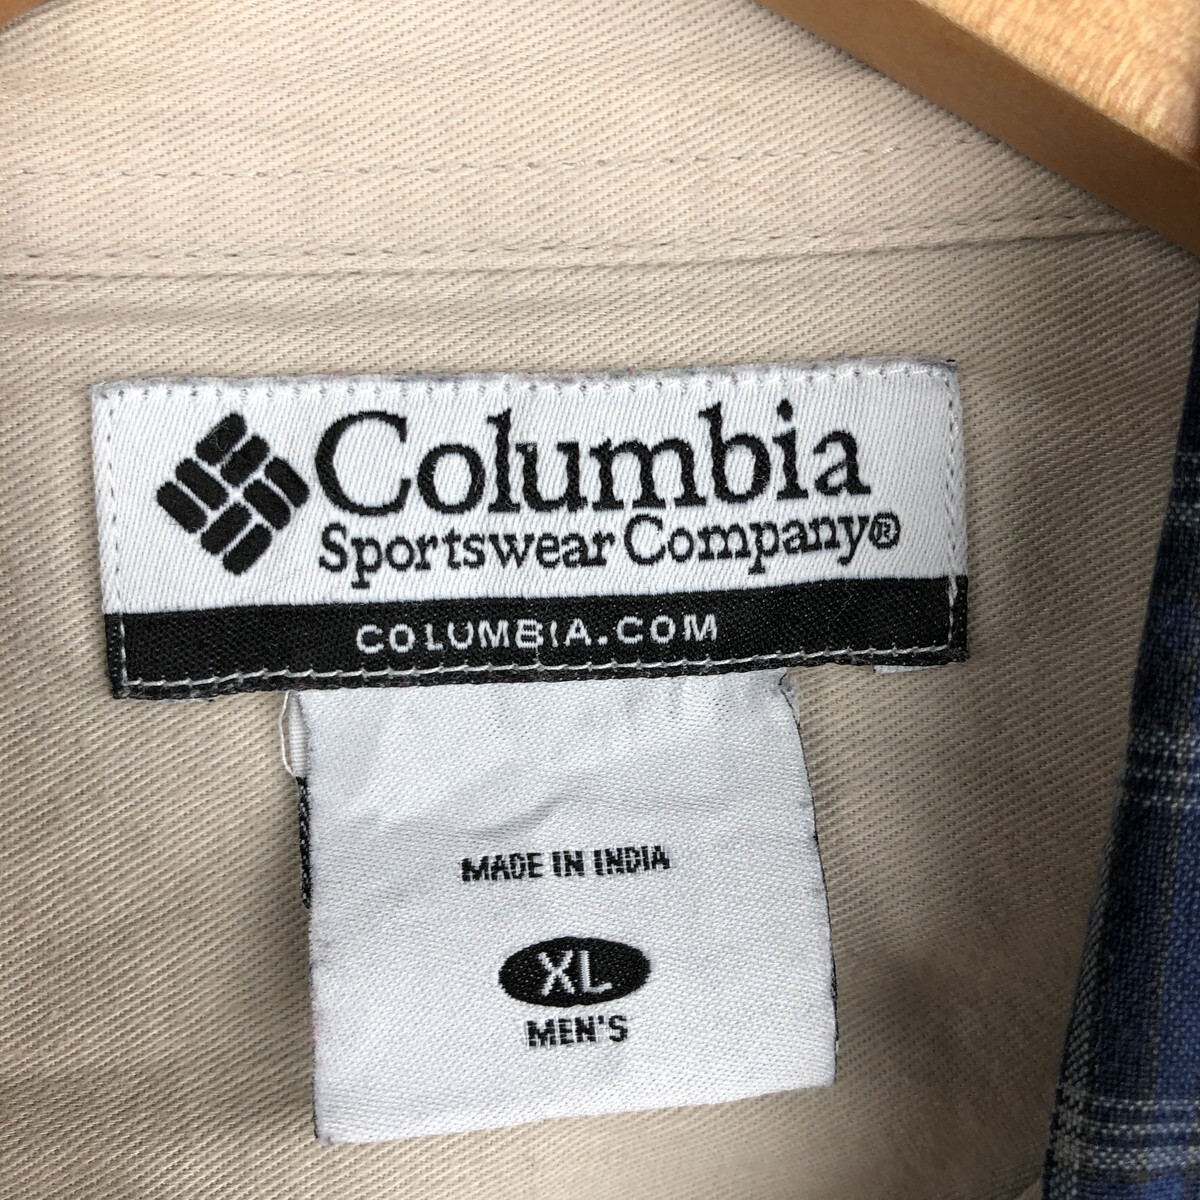 Columbia
Sportswear Company®
COLUMBIA.COM
MADE IN INDIA
XL
MEN'S